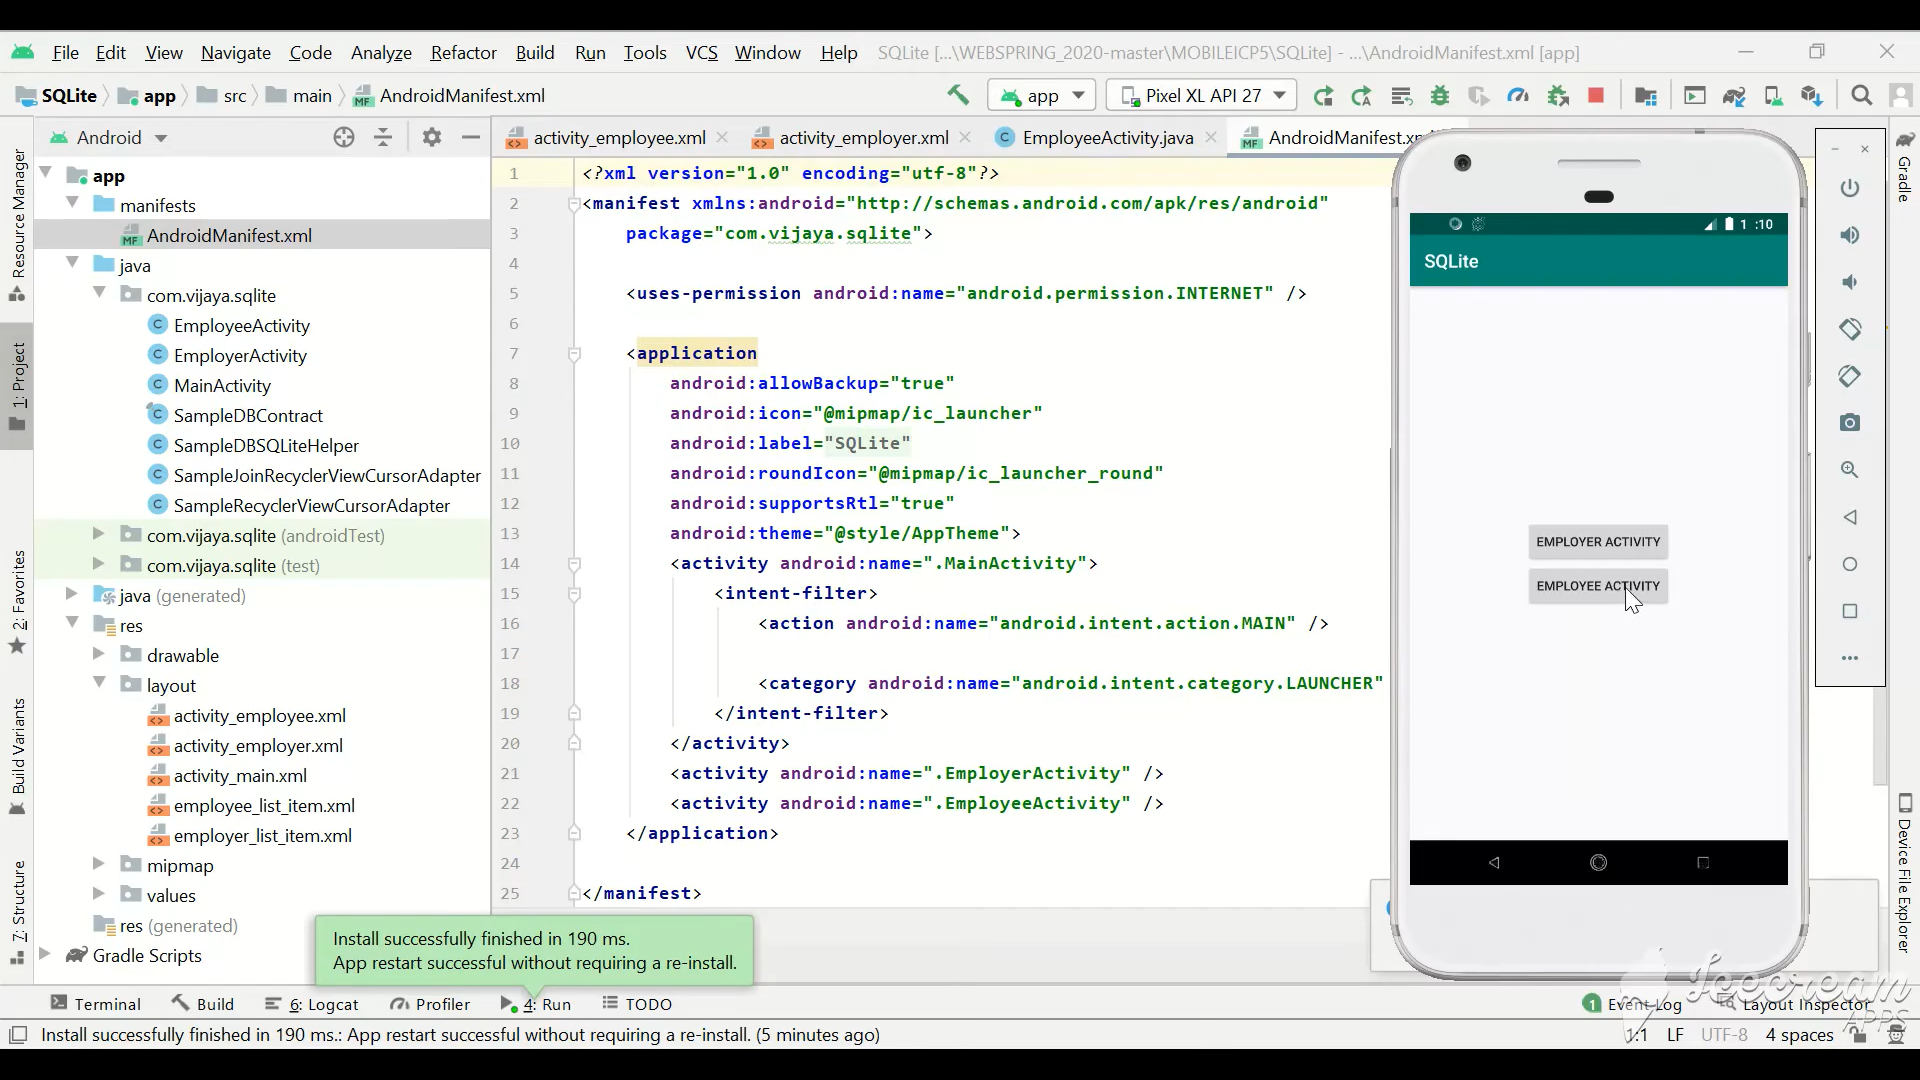 File Edit View Navigate Code Analyze Refactor Build Run Tools VCS Window Help SQLite [...\WEBSPRING_2020-master\MOBILEICP5\SQLite] - ...\AndroidManifest.xml [app]
SQLite app src main AndroidManifest.xml app Pixel XL API 27
Android
activity_employee.xml activity_employer.xml EmployeeActivity.java AndroidManifest.xm
app
manifests
AndroidManifest.xml
java
com.vijaya.sqlite
EmployeeActivity
EmployerActivity
MainActivity
SampleDBContract
SampleDBSQLiteHelper
SampleJoinRecyclerViewCursorAdapter
SampleRecyclerViewCursorAdapter
com.vijaya.sqlite (androidTest)
com.vijaya.sqlite (test)
java (generated)
res
drawable
layout
activity_employee.xml
activity_employer.xml
activity_main.xml
employee_list_item.xml
employer_list_item.xml
mipmap
values
res (generated)
Gradle Scripts
Resource Manager
1: Project
2: Favorites
Build Variants
7: Structure
1 <?xml version="1.0" encoding="utf-8"?>
2 <manifest xmlns:android="http://schemas.android.com/apk/res/android"
3 package="com.vijaya.sqlite">
4
5 <uses-permission android:name="android.permission.INTERNET" />
6
7 <application
8 android:allowBackup="true"
9 android:icon="@mipmap/ic_launcher"
10 android:label="SQLite"
11 android:roundIcon="@mipmap/ic_launcher_round"
12 android:supportsRtl="true"
13 android:theme="@style/AppTheme">
14 <activity android:name=".MainActivity">
15 <intent-filter>
16 <action android:name="android.intent.action.MAIN" />
17
18 <category android:name="android.intent.category.LAUNCHER"
19 </intent-filter>
20 </activity>
21 <activity android:name=".EmployerActivity" />
22 <activity android:name=".EmployeeActivity" />
23 </application>
24
25 </manifest>
1 :10
SQLite
EMPLOYER ACTIVITY
EMPLOYEE ACTIVITY
Gradle
Device File Explorer
Install successfully finished in 190 ms.
App restart successful without requiring a re-install.
Terminal Build 6: Logcat Profiler 4: Run TODO
1 Event Log Layout Inspector
Icecream
APPS
Install successfully finished in 190 ms.: App restart successful without requiring a re-install. (5 minutes ago)
1:1 LF UTF-8 4 spaces